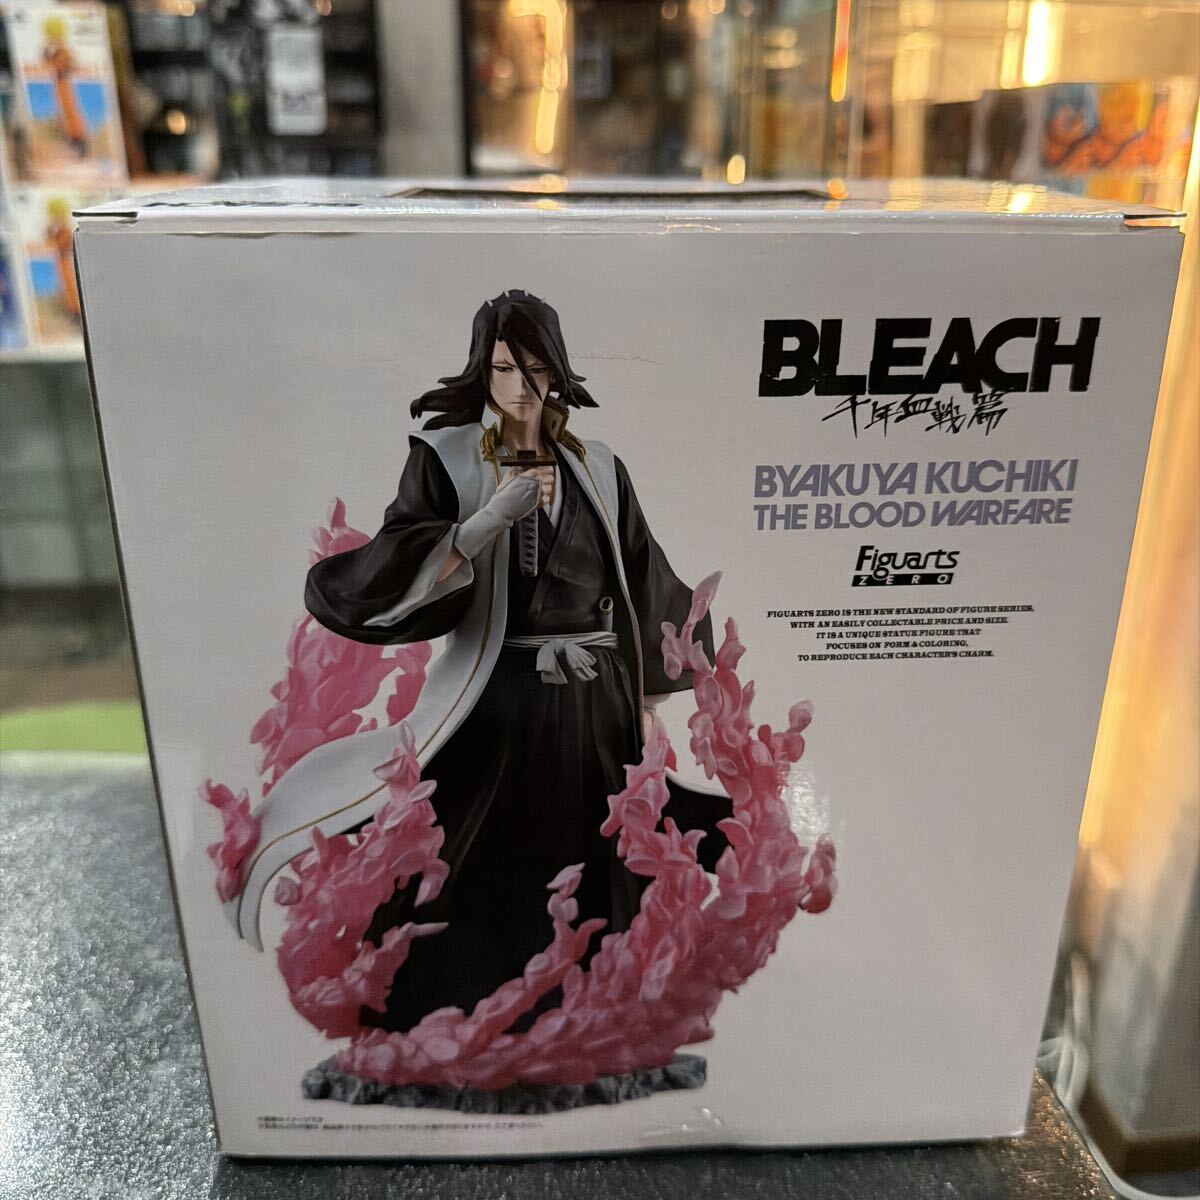 BLEACH
千年血戦篇
BYAKUYA KUCHIKI
THE BLOOD WARFARE
Figuarts
ZERO
FIGUARTS ZERO IS THE NEW STANDARD OF FIGURE SERIES,
WITH AN EASILY COLLECTABLE PRICE AND SIZE.
IT IS A UNIQUE STATUE FIGURE THAT
FOCUSES ON FORM & COLORING,
TO REPRODUCE EACH CHARACTER'S CHARM.